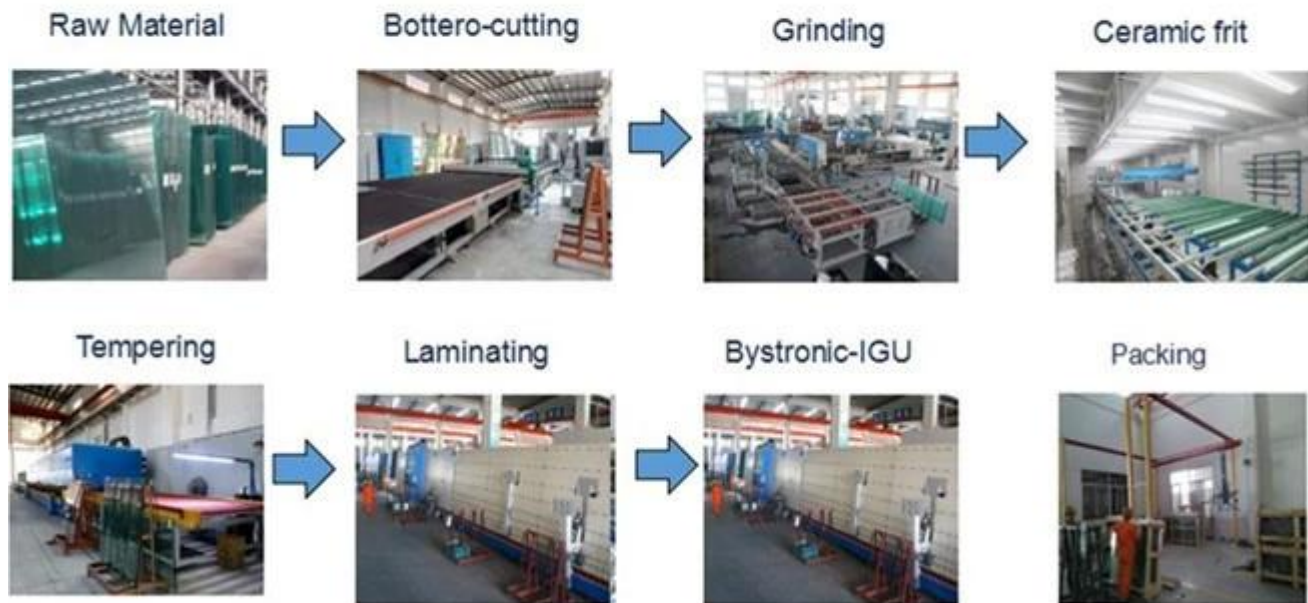 Raw Material
Bottero-cutting
Grinding
Ceramic frit
Tempering
Laminating
Bystronic-IGU
Packing